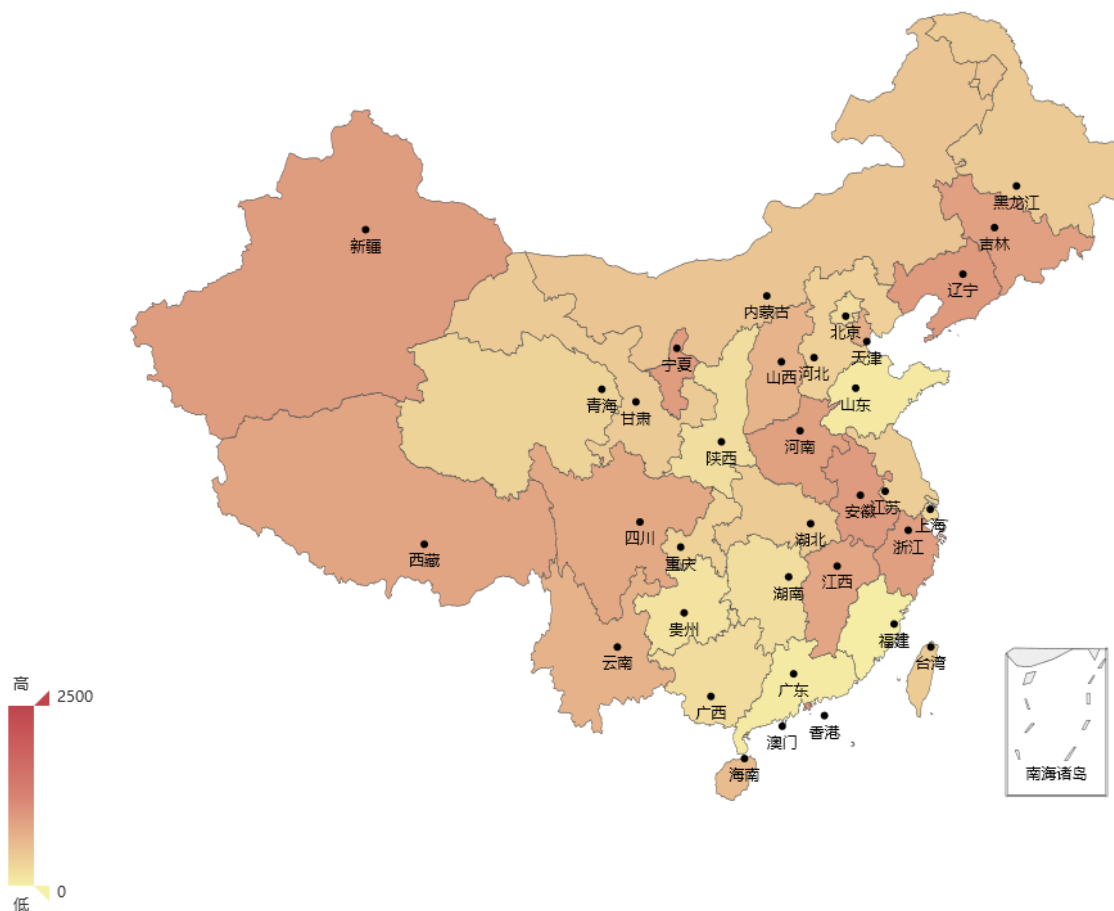 黑龙江
吉林
新疆
辽宁
内蒙古
北京
天津
宁夏
山西
河北
青海
甘肃
山东
陕西
河南
安徽
江苏
上海
四川
湖北
浙江
西藏
重庆
江西
湖南
贵州
福建
云南
台湾
广东
广西
香港
澳门
海南
南海诸岛
高
2500
0
低